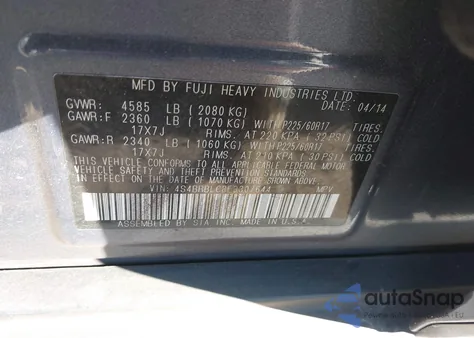 MFD BY FUJI HEAVY INDUSTRIES LTD.
DATE: 04/14
GVWR: 4585 LB (2080 KG)
GAWR:F 2360 LB (1070 KG) WITH P225/60R17 TIRES,
17X7J RIMS. AT 220 KPA (32 PSI) COLD
GAWR:R 2340 LB (1060 KG) WITH P225/60R17 TIRES,
17X7J RIMS. AT 210 KPA (30 PSI) COLD
THIS VEHICLE CONFORMS TO ALL APPLICABLE FEDERAL MOTOR
VEHICLE SAFETY STANDARDS
IN EFFECT ON THE DATE OF MANUFACTURE SHOWN ABOVE.
VIN: MPV
ASSEMBLED BY SIA INC. MADE IN U.S.A.
autoSnap